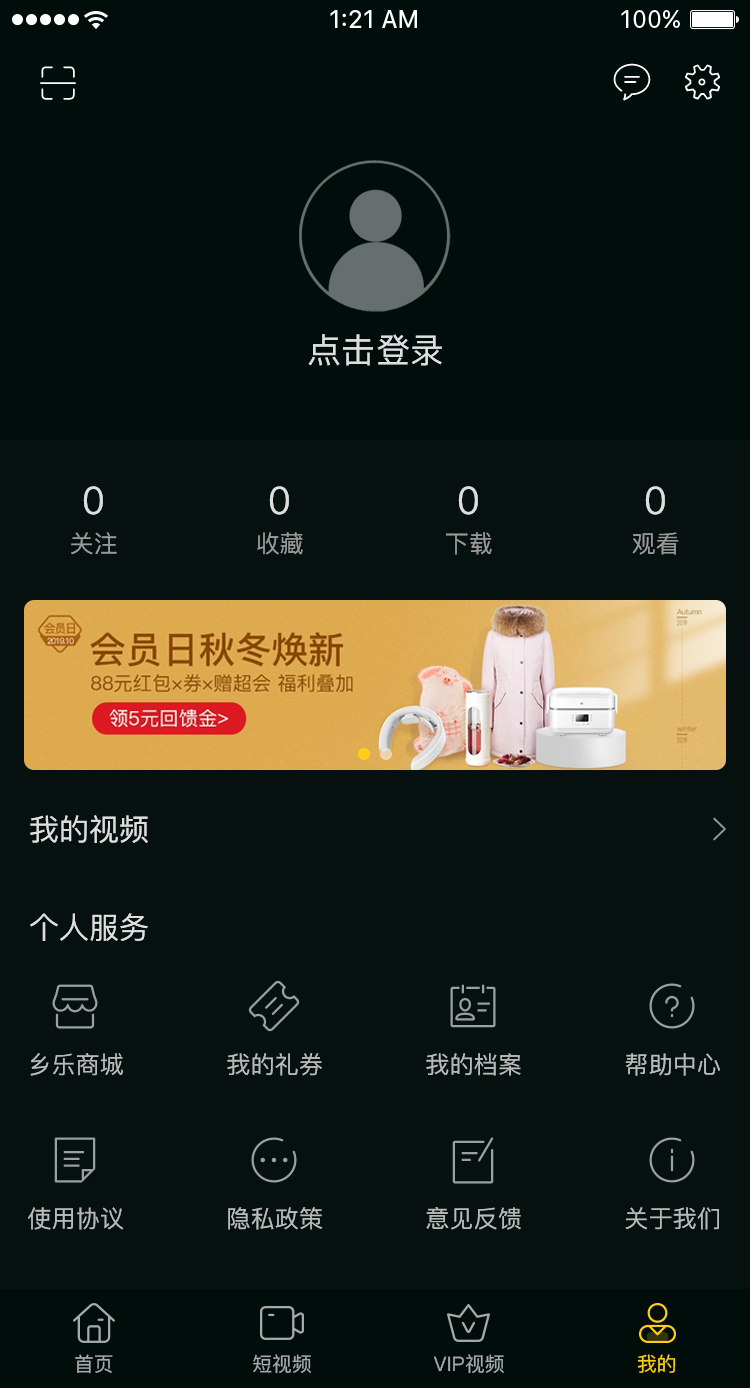 1:21 AM 100%
点击登录
0 0 0 0
关注 收藏 下载 观看
会员日
2019.10
会员日秋冬焕新
88元红包×券×赠超会 福利叠加
领5元回馈金>
Autumn
2019
winter
2019
我的视频
个人服务
乡乐商城 我的礼券 我的档案 帮助中心
使用协议 隐私政策 意见反馈 关于我们
首页 短视频 VIP视频 我的